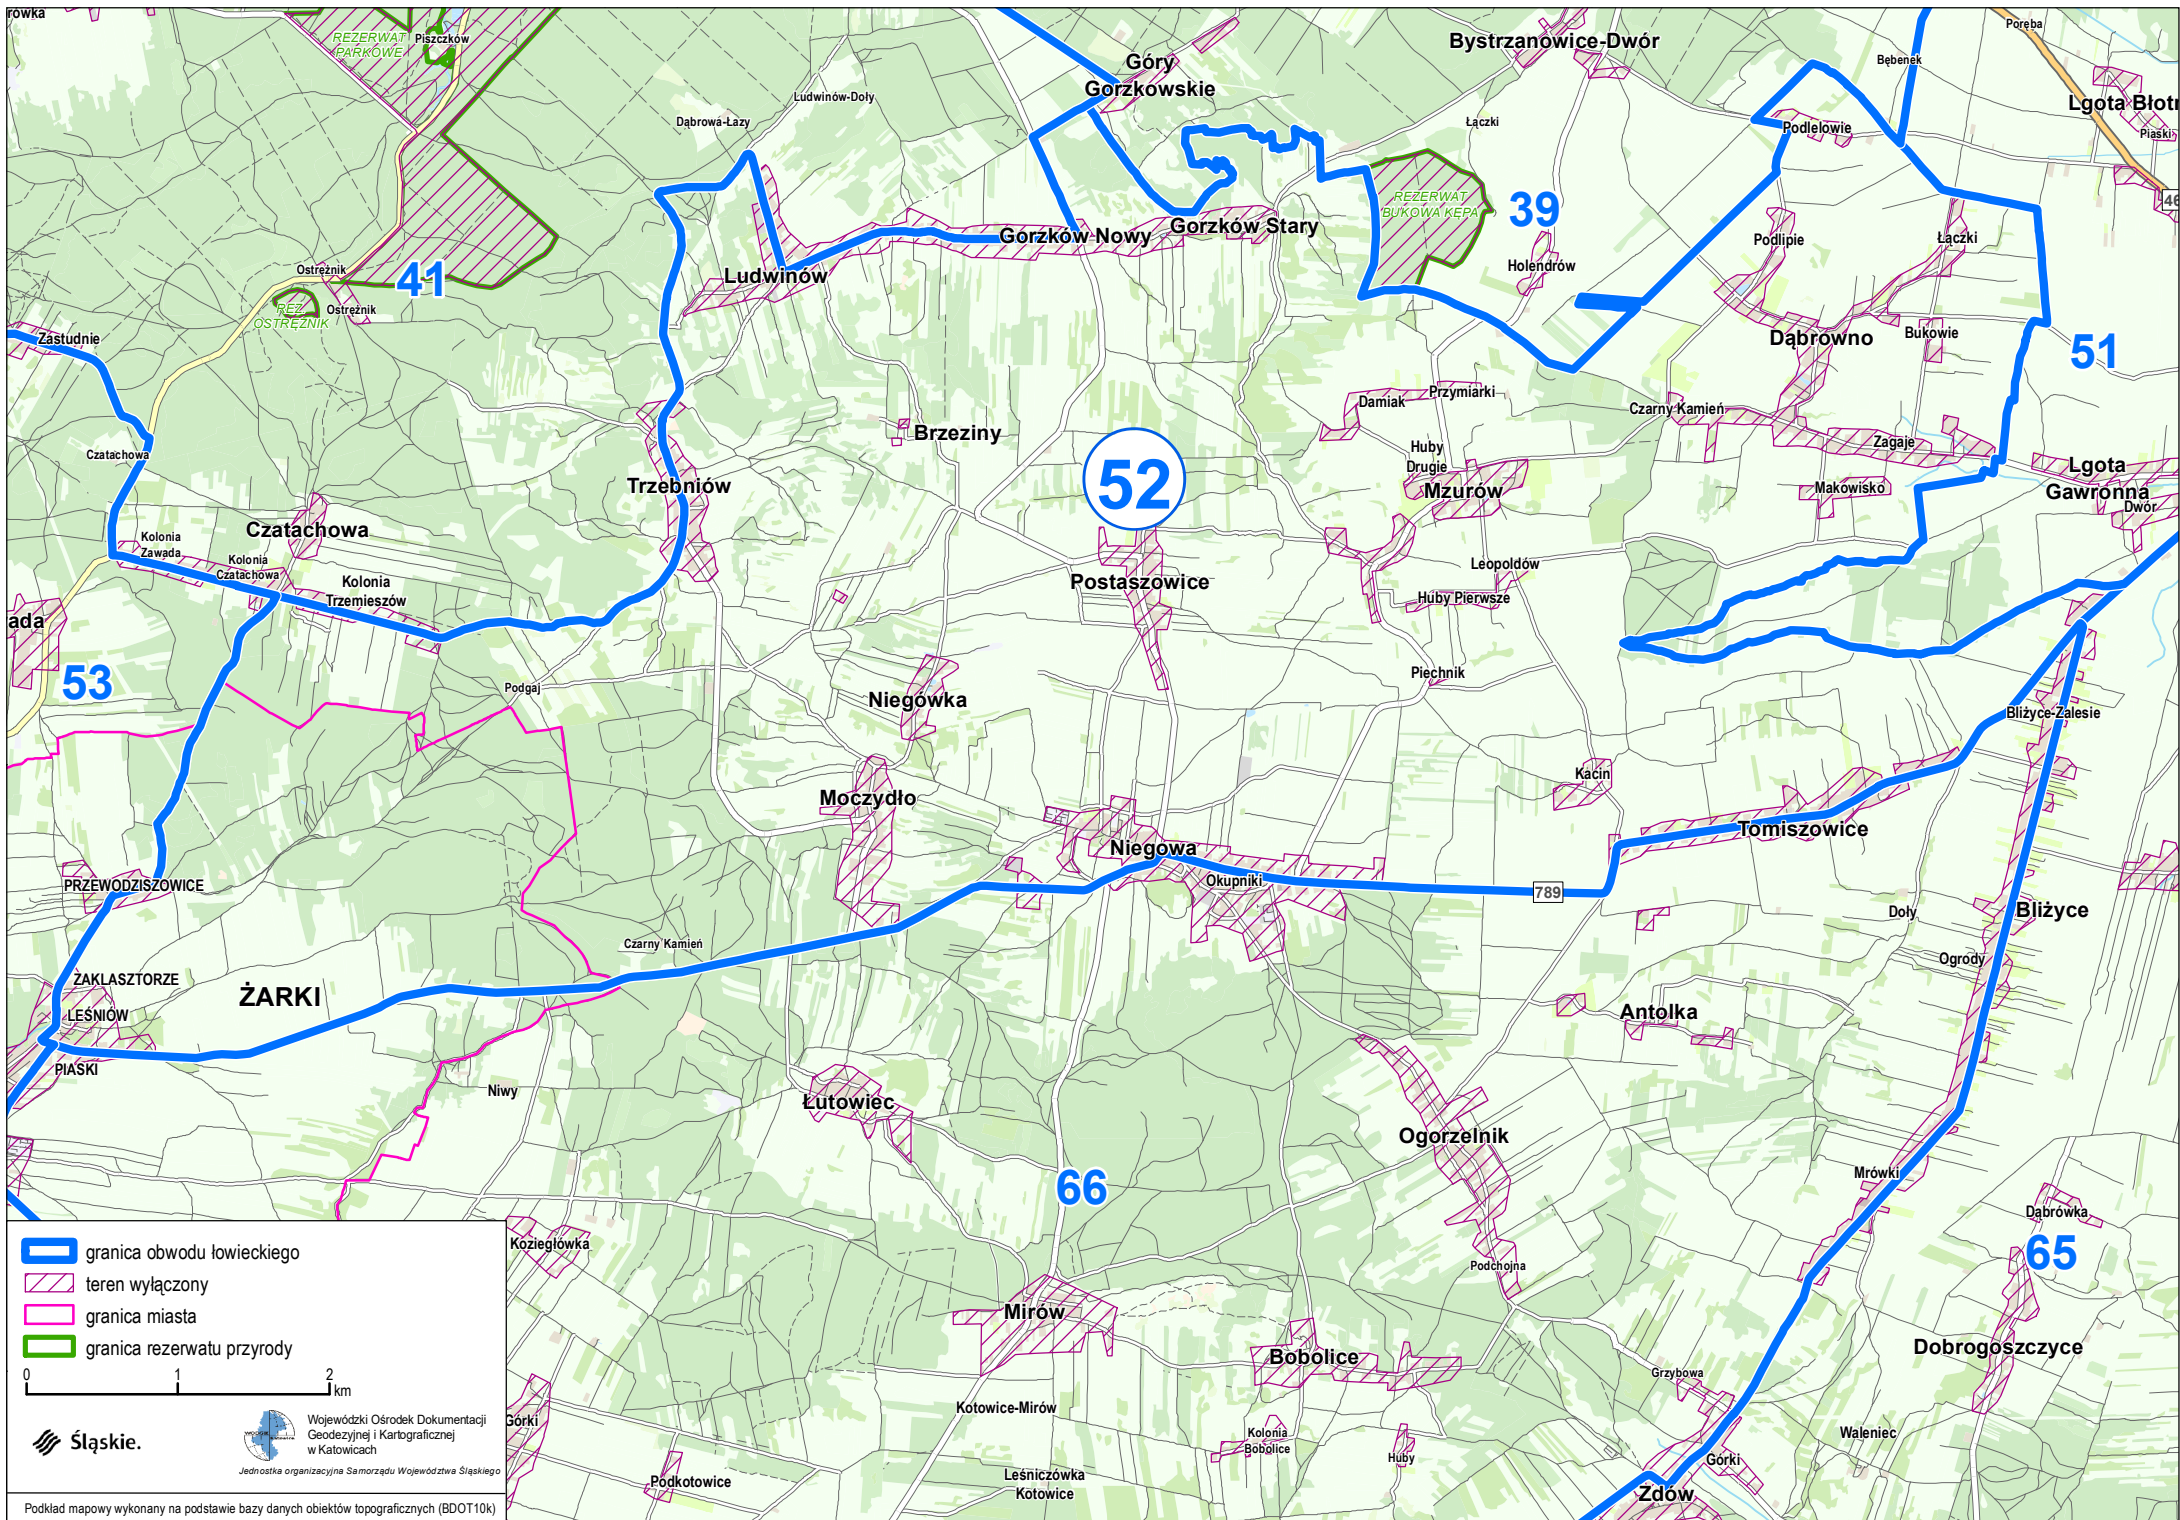 rówka
REZERWAT
PARKOWE
Piszczków
Góry
Gorzkowskie
Bystrzanowice-Dwór
Poręba
Bębenek
Lgota Błotn
Piaski
Ludwinów-Doły
Dąbrowa-Łazy
Łączki
Podlelowie
REZERWAT
BUKOWA KĘPA
39
46
Gorzków Nowy
Gorzków Stary
Podlipie
Łączki
Holendrów
Ludwinów
Ostrężnik
41
REZ.
OSTRĘŻNIK
Ostrężnik
Zastudnie
Dąbrowno
Bukowie
51
Damiak
Przymiarki
Czarny Kamień
Brzeziny
Zagaje
Czatachowa
Huby
Drugie
Lgota
Gawronna
Dwór
Trzebniów
52
Mzurów
Makowisko
Czatachowa
Kolonia
Zawada
Kolonia
Czatachowa
Kolonia
Trzemieszów
Postaszowice
Leopoldów
Huby Pierwsze
ada
53
Podgaj
Niegówka
Piechnik
Bliżyce-Zalesie
Kacin
Moczydło
Tomiszowice
Niegowa
Okupniki
789
PRZEWODZISZOWICE
Doły
Bliżyce
Czarny Kamień
Ogrody
ZAKLASZTORZE
ŻARKI
LEŚNIÓW
Antolka
PIASKI
Niwy
Łutowiec
Ogorzelnik
66
Mrówki
Dąbrówka
65
granica obwodu łowieckiego
teren wyłączony
granica miasta
granica rezerwatu przyrody
0 1 2
km
Koziegłówka
Podchojna
Mirów
Bobolice
Dobrogoszczyce
Grzybowa
Kotowice-Mirów
Górki
Kolonia
Bobolice
Huby
Waleniec
Górki
Leśniczówka
Kotowice
Podkotowice
Zdów
Śląskie.
WODGiK Katowice
Wojewódzki Ośrodek Dokumentacji
Geodezyjnej i Kartograficznej
w Katowicach
Jednostka organizacyjna Samorządu Województwa Śląskiego
Podkład mapowy wykonany na podstawie bazy danych obiektów topograficznych (BDOT10k)